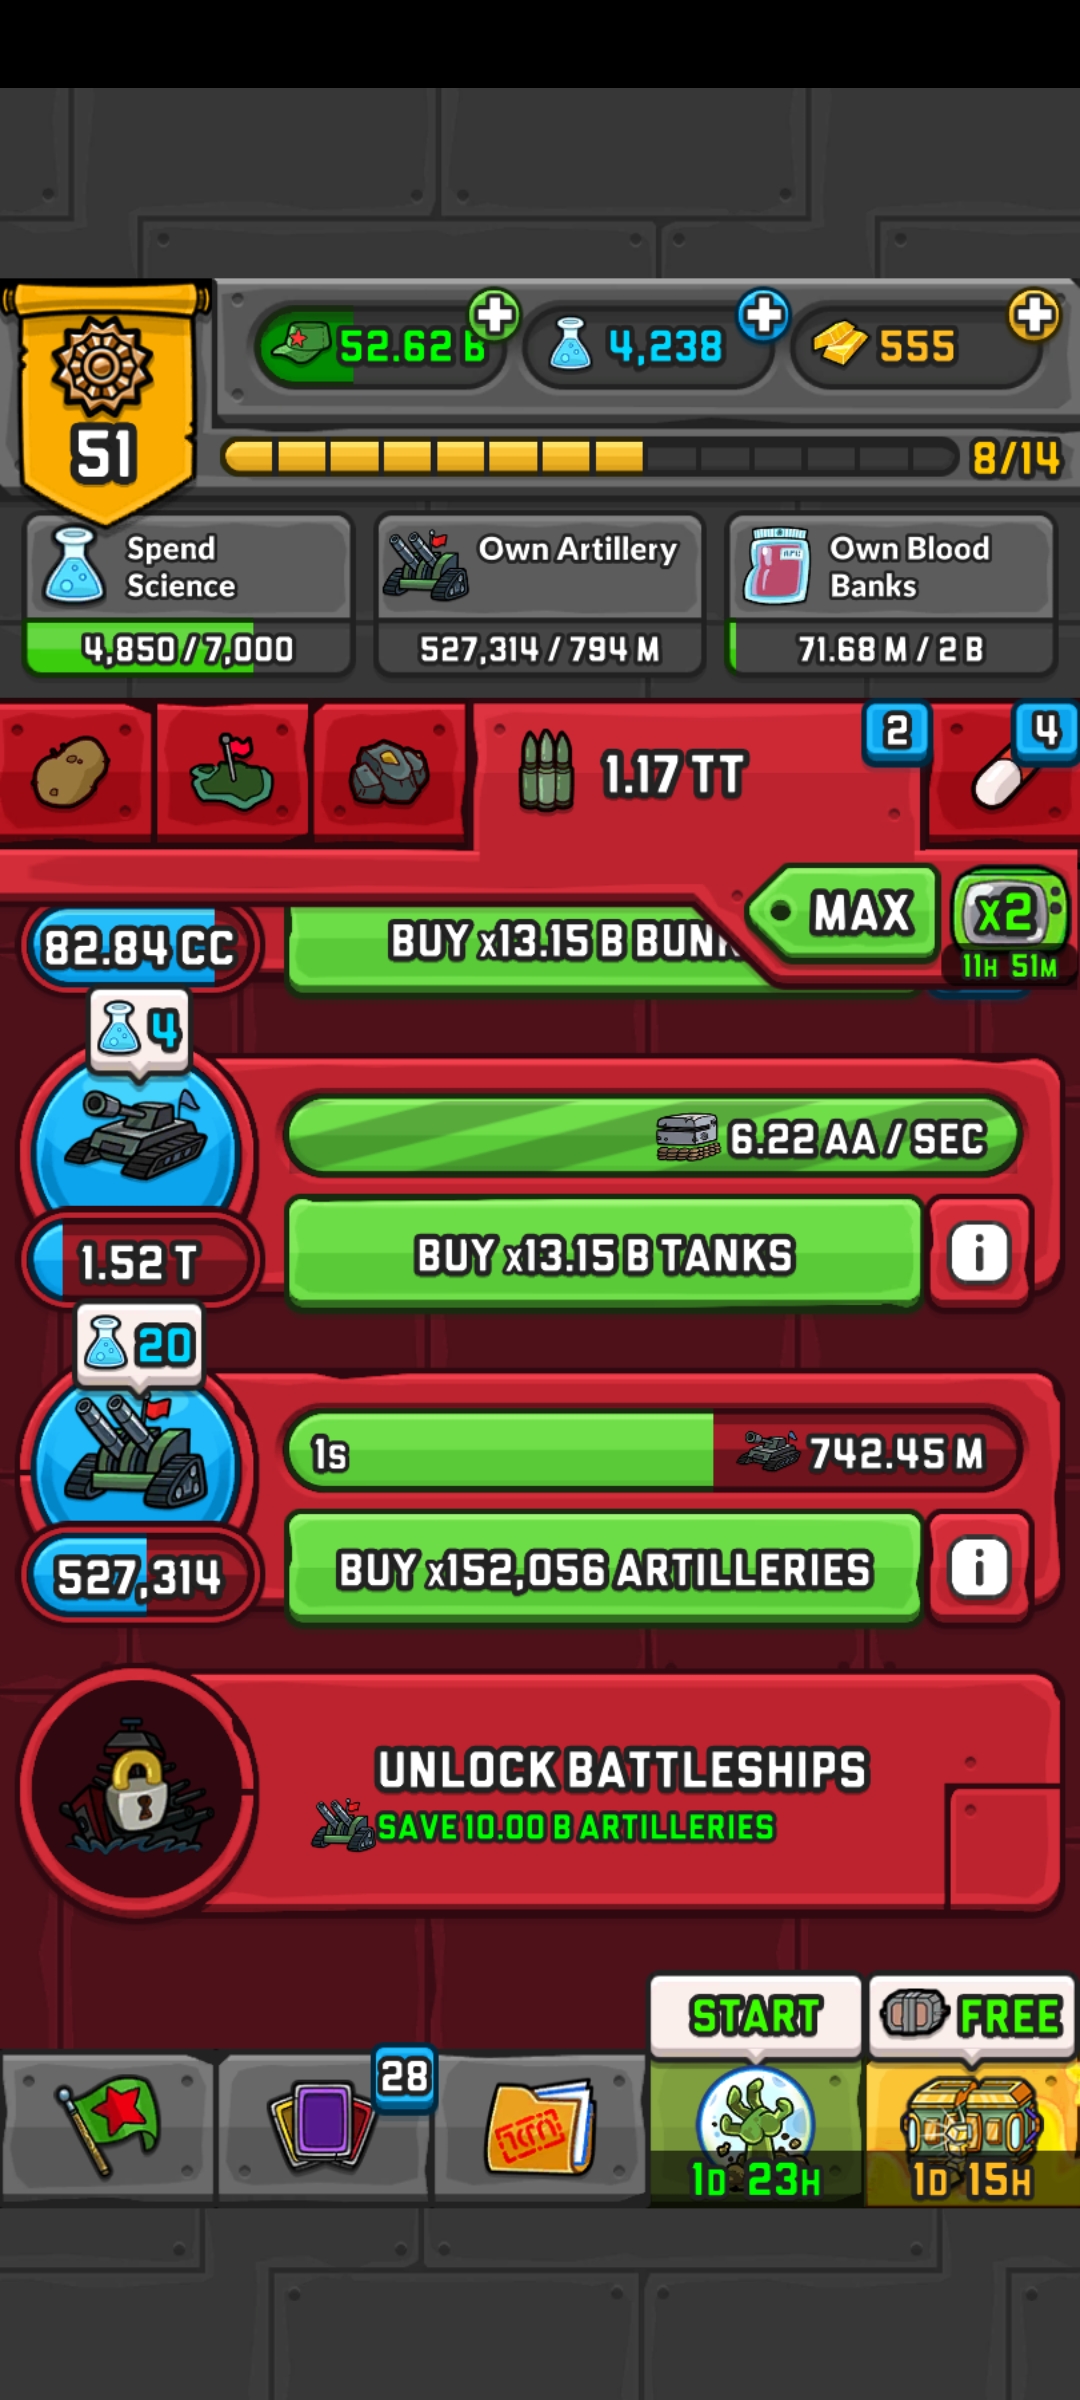 52.62 B
4,238
555
51
8/14
Spend
Science
4,850/7,000
Own Artillery
527,314/794 M
Own Blood
Banks
71.68 M/2 B
1.17 TT
2
4
MAX
x2
11H 51M
82.84 CC
BUY x13.15 B
4
6.22 AA/SEC
1.52 T
BUY x13.15 B TANKS
i
20
1s
742.45 M
527,314
BUY x152,056 ARTILLERIES
i
UNLOCK BATTLESHIPS
SAVE 10.00 B ARTILLERIES
START
FREE
28
1D 23H
1D 15H